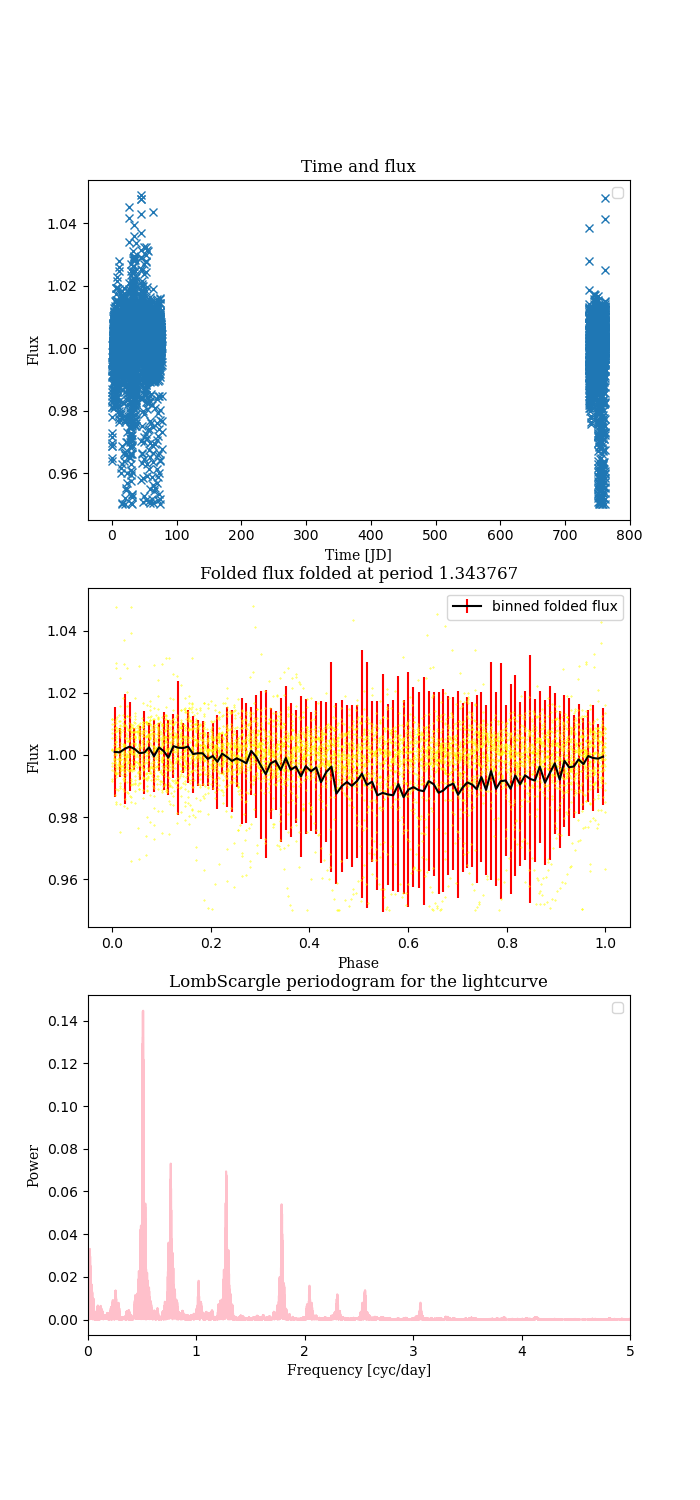 Time and flux
1.04
1.02
1.00
0.98
0.96
Flux
0 100 200 300 400 500 600 700 800
Time [JD]
Folded flux folded at period 1.343767
binned folded flux
1.04
1.02
1.00
0.98
0.96
Flux
0.0 0.2 0.4 0.6 0.8 1.0
Phase
LombScargle periodogram for the lightcurve
0.14
0.12
0.10
0.08
0.06
0.04
0.02
0.00
Power
0 1 2 3 4 5
Frequency [cyc/day]